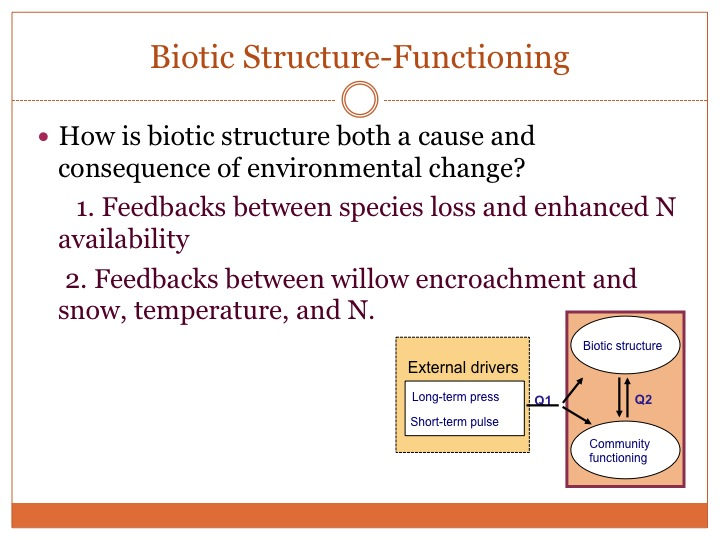 Biotic Structure-Functioning
• How is biotic structure both a cause and
consequence of environmental change?
1. Feedbacks between species loss and enhanced N
availability
2. Feedbacks between willow encroachment and
snow, temperature, and N.
External drivers
Long-term press
Short-term pulse
Q1
Biotic structure
Q2
Community
functioning